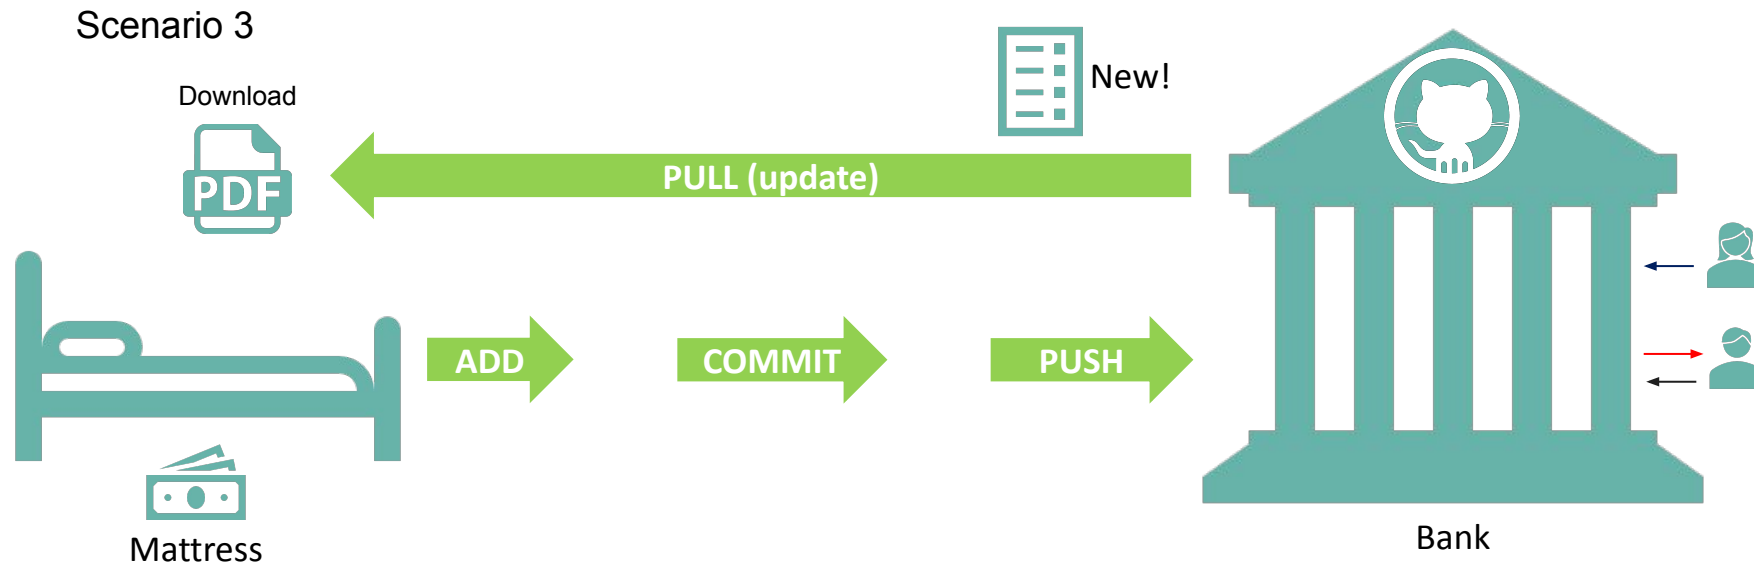 Scenario 3
Download
New!
PDF
PULL (update)
ADD
COMMIT
PUSH
Mattress
Bank